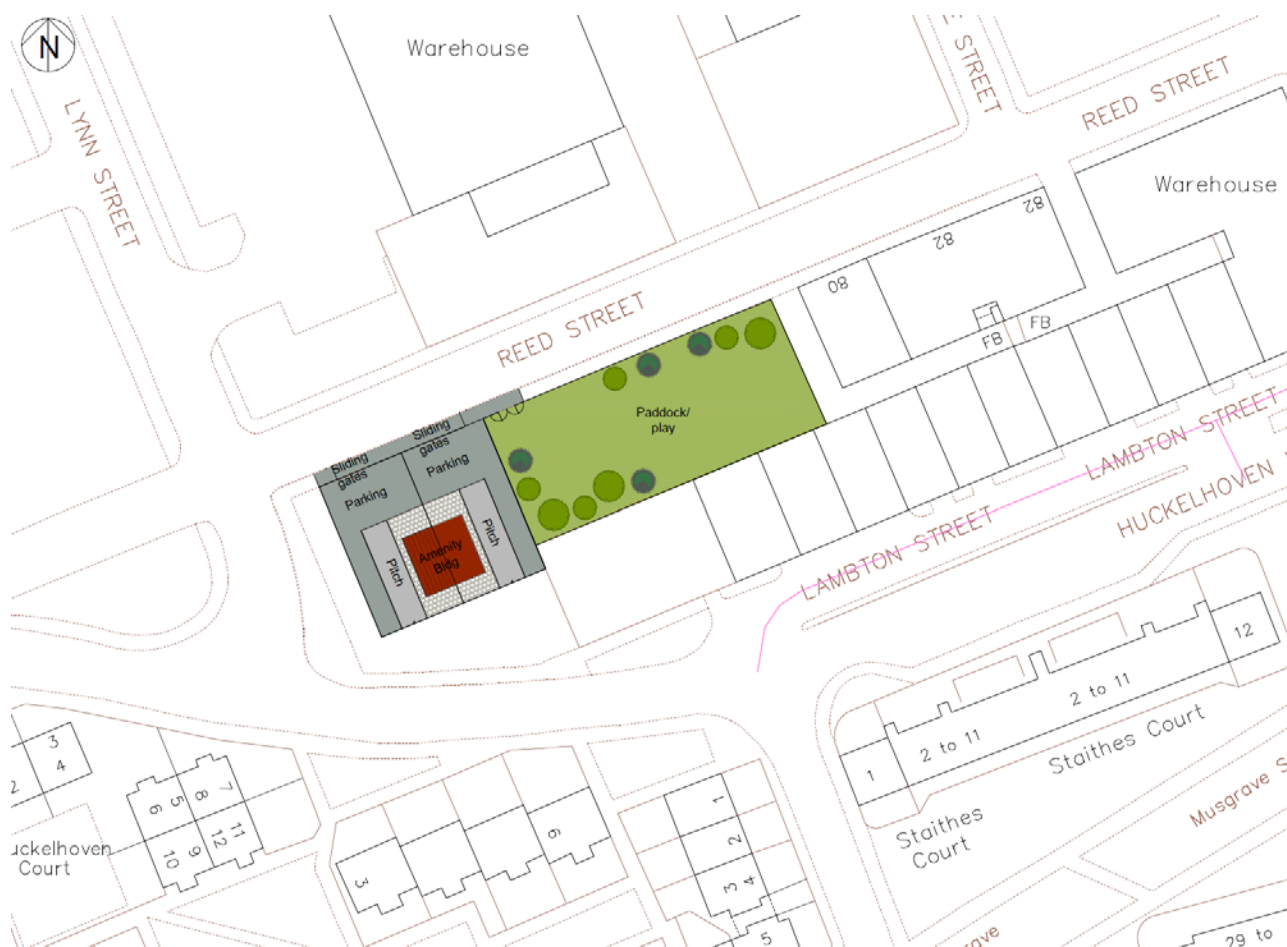 N
Warehouse
LYNN STREET
STREET
REED STREET
Warehouse
82
82
80
REED STREET
FB
FB
Paddock/
play
Sliding
gates
Sliding
gates
Parking
Parking
Pitch
Amenity
Bldg
Pitch
LAMBTON STREET
LAMBTON STREET
HUCKELHOVEN
12
2 to 11
2 to 11
1
Staithes Court
Staithes
Court
Musgrave S
3
4
2
7
8
5
6
11
12
9
10
uckelhoven
Court
3
6
1
2
3
4
5
grave
29 to